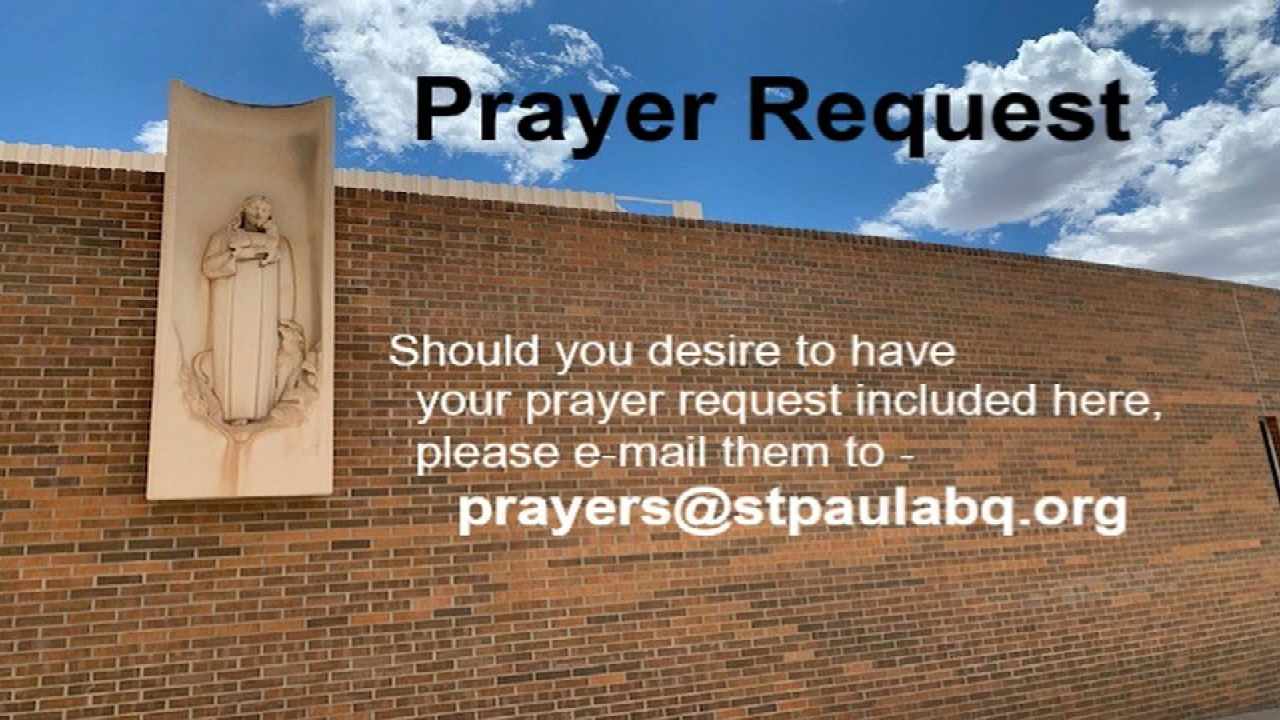 Prayer Request
Should you desire to have
your prayer request included here,
please e-mail them to -
prayers@stpaulabq.org